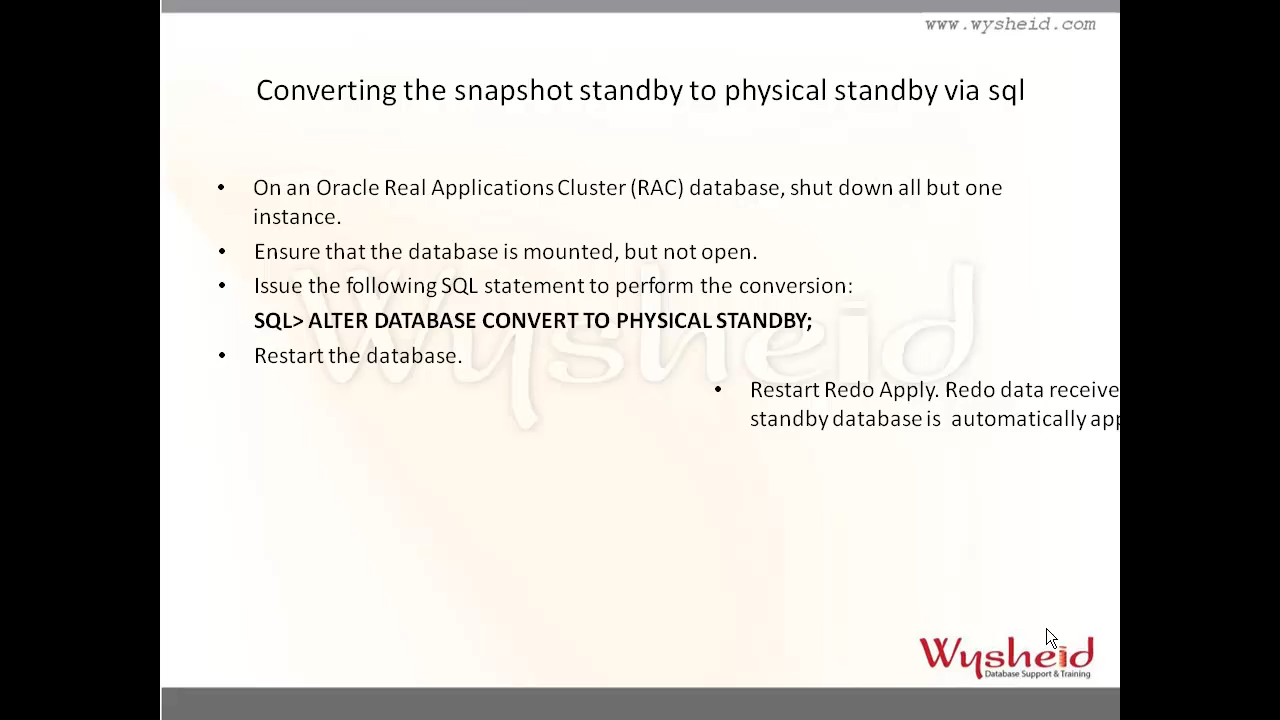 www.wysheid.com
Converting the snapshot standby to physical standby via sql
• On an Oracle Real Applications Cluster (RAC) database, shut down all but one
instance.
• Ensure that the database is mounted, but not open.
• Issue the following SQL statement to perform the conversion:
SQL> ALTER DATABASE CONVERT TO PHYSICAL STANDBY;
• Restart the database.
• Restart Redo Apply. Redo data receive
standby database is automatically app
Wysheid
Wysheid
Database Support & Training